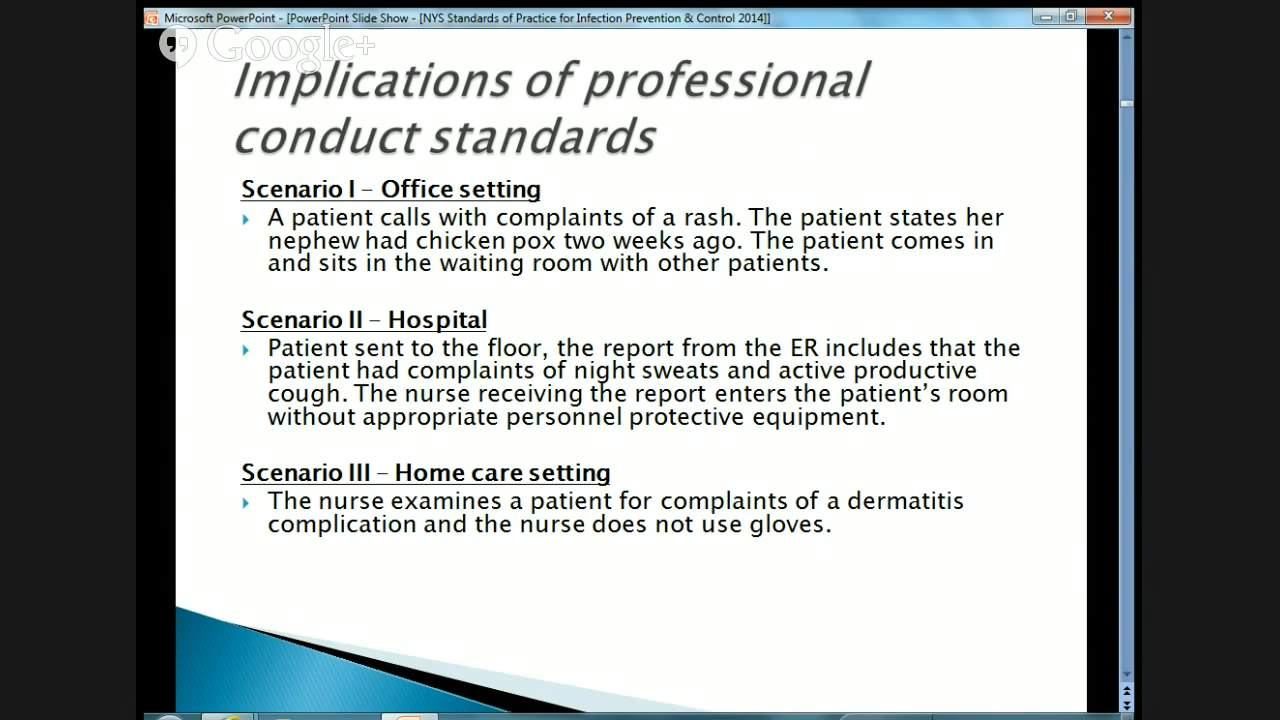 Microsoft PowerPoint - [PowerPoint Slide Show - [NYS Standards of Practice for Infection Prevention & Control 2014]]
Google+
Implications of professional
conduct standards
Scenario I – Office setting
A patient calls with complaints of a rash. The patient states her
nephew had chicken pox two weeks ago. The patient comes in
and sits in the waiting room with other patients.
Scenario II – Hospital
Patient sent to the floor, the report from the ER includes that the
patient had complaints of night sweats and active productive
cough. The nurse receiving the report enters the patient's room
without appropriate personnel protective equipment.
Scenario III – Home care setting
The nurse examines a patient for complaints of a dermatitis
complication and the nurse does not use gloves.